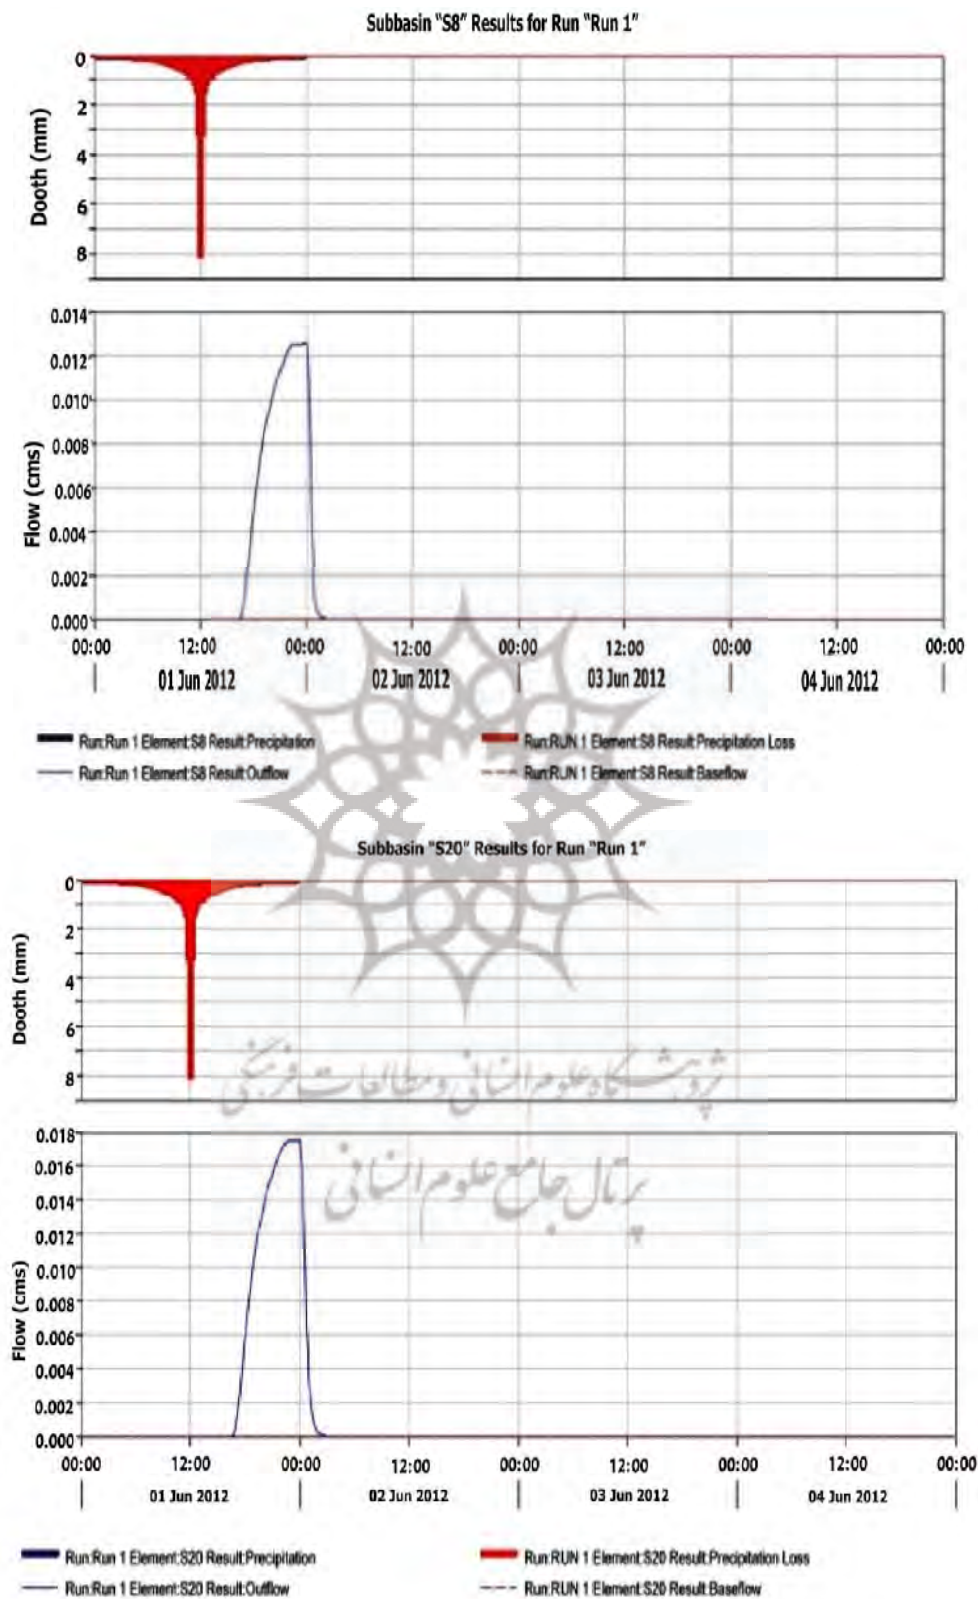 Subbasin “S8” Results for Run “Run 1”
0
2
4
6
8
Dooth (mm)
0.014
0.012
0.010
0.008
0.006
0.004
0.002
0.000
Flow (cms)
00:00 12:00 00:00 12:00 00:00 12:00 00:00 12:00 00:00
01 Jun 2012 02 Jun 2012 03 Jun 2012 04 Jun 2012
Run:Run 1 Element:S8 Result:Precipitation Run:RUN 1 Element:S8 Result:Precipitation Loss
Run:Run 1 Element:S8 Result:Outflow Run:RUN 1 Element:S8 Result:Baseflow
Subbasin “S20” Results for Run “Run 1”
0
2
4
6
8
Dooth (mm)
پژوهشگاه علوم انسانی و مطالعات فرهنگی
0.018
0.016
0.014
0.012
0.010
0.008
0.006
0.004
0.002
0.000
Flow (cms)
پرتال جامع علوم انسانی
00:00 12:00 00:00 12:00 00:00 12:00 00:00 12:00 00:00
01 Jun 2012 02 Jun 2012 03 Jun 2012 04 Jun 2012
Run:Run 1 Element:S20 Result:Precipitation Run:RUN 1 Element:S20 Result:Precipitation Loss
Run:Run 1 Element:S20 Result:Outflow Run:RUN 1 Element:S20 Result:Baseflow